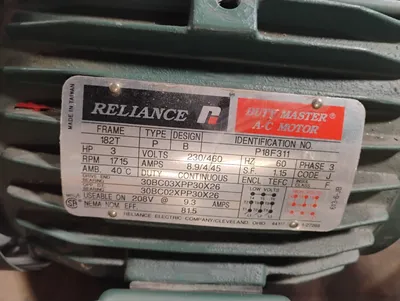 MADE IN TAIWAN
RELIANCE R DUTY MASTER®
A-C MOTOR
FRAME TYPE DESIGN IDENTIFICATION NO.
182T P B P18F311
HP 3 VOLTS 230/460 HZ 60 PHASE 3
RPM 1715 AMPS 8.9/4.45 S.F. 1.15 CODE J
AMB 40°C DUTY CONTINUOUS ENCL TEFC
BEARING 30BC03XPP30X26
BEARING 30BC02XPP30X26
USEABLE ON 208V @ 9.3 AMPS
NEMA NOM. EFF. 81.5
LOW VOLTS
RELIANCE ELECTRIC COMPANY/CLEVELAND, OHIO